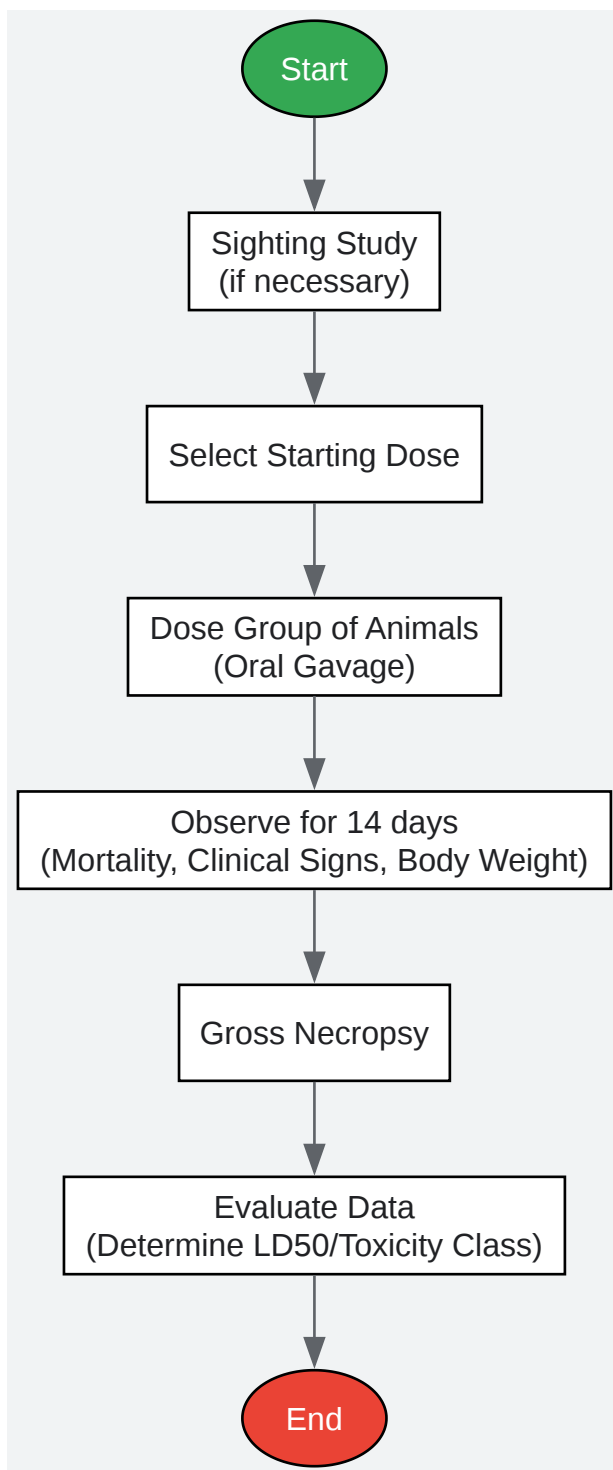 Start
Sighting Study
(if necessary)
Select Starting Dose
Dose Group of Animals
(Oral Gavage)
Observe for 14 days
(Mortality, Clinical Signs, Body Weight)
Gross Necropsy
Evaluate Data
(Determine LD50/Toxicity Class)
End